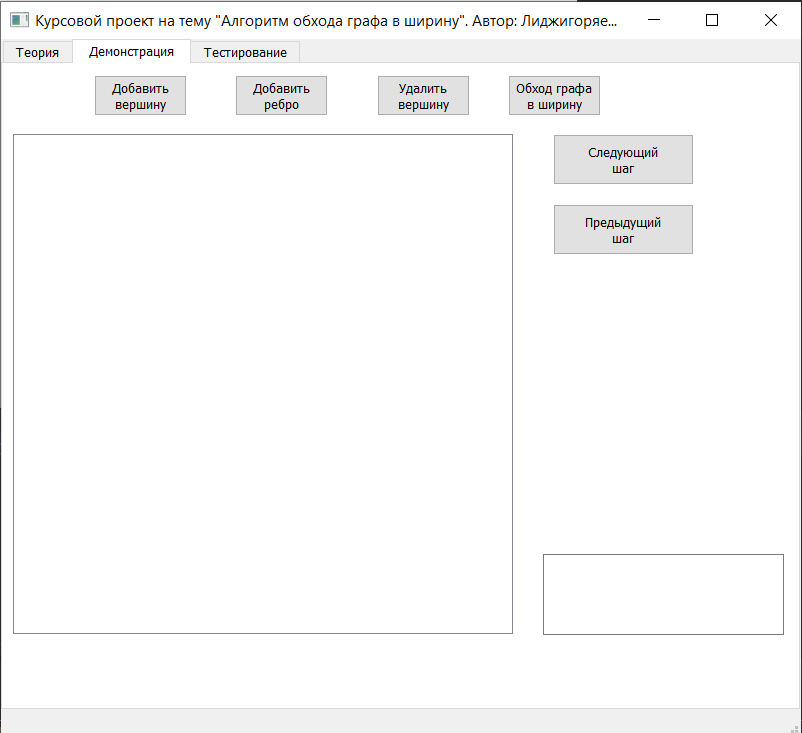 Курсовой проект на тему "Алгоритм обхода графа в ширину". Автор: Лиджигоряе...
Теория Демонстрация Тестирование
Добавить
вершину
Добавить
ребро
Удалить
вершину
Обход графа
в ширину
Следующий
шаг
Предыдущий
шаг